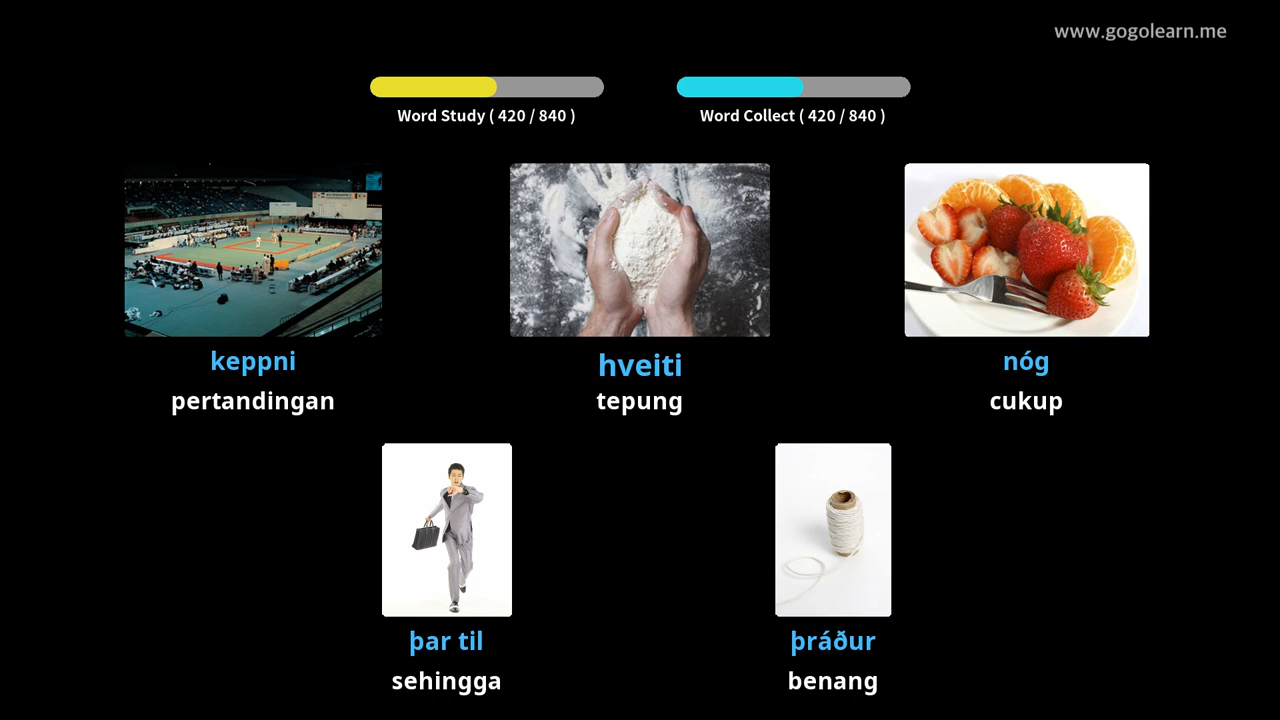 www.gogolearn.me
Word Study ( 420 / 840 )
Word Collect ( 420 / 840 )
keppni
hveiti
nóg
pertandingan
tepung
cukup
þar til
þráður
sehingga
benang